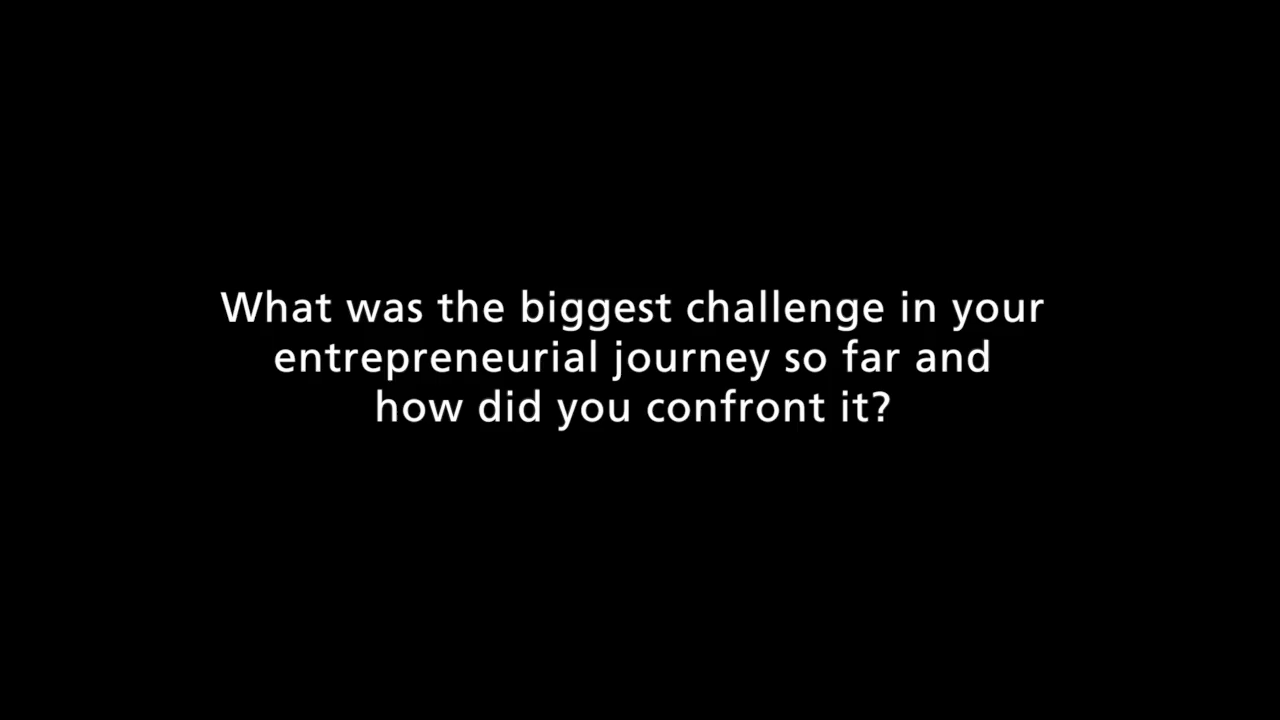 What was the biggest challenge in your
entrepreneurial journey so far and
how did you confront it?